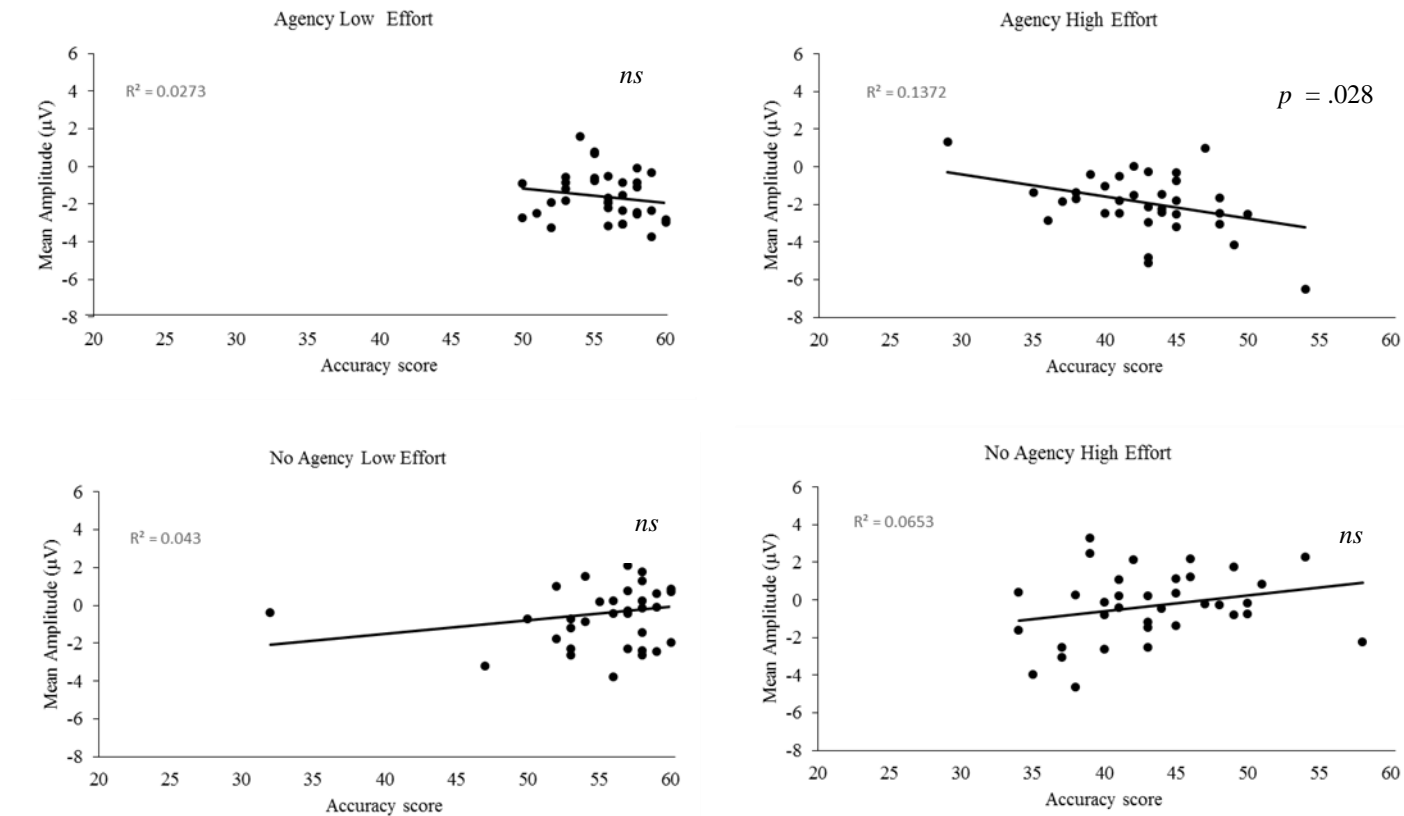 Agency Low Effort
R² = 0.0273
ns
Mean Amplitude (µV)
6
4
2
0
-2
-4
-6
-8
20 25 30 35 40 45 50 55 60
Accuracy score
Agency High Effort
R² = 0.1372
p = .028
Mean Amplitude (µV)
6
4
2
0
-2
-4
-6
-8
20 25 30 35 40 45 50 55 60
Accuracy score
No Agency Low Effort
R² = 0.043
ns
Mean Amplitude (µV)
6
4
2
0
-2
-4
-6
-8
20 25 30 35 40 45 50 55 60
Accuracy score
No Agency High Effort
R² = 0.0653
ns
Mean Amplitude (µV)
6
4
2
0
-2
-4
-6
-8
20 25 30 35 40 45 50 55 60
Accuracy score